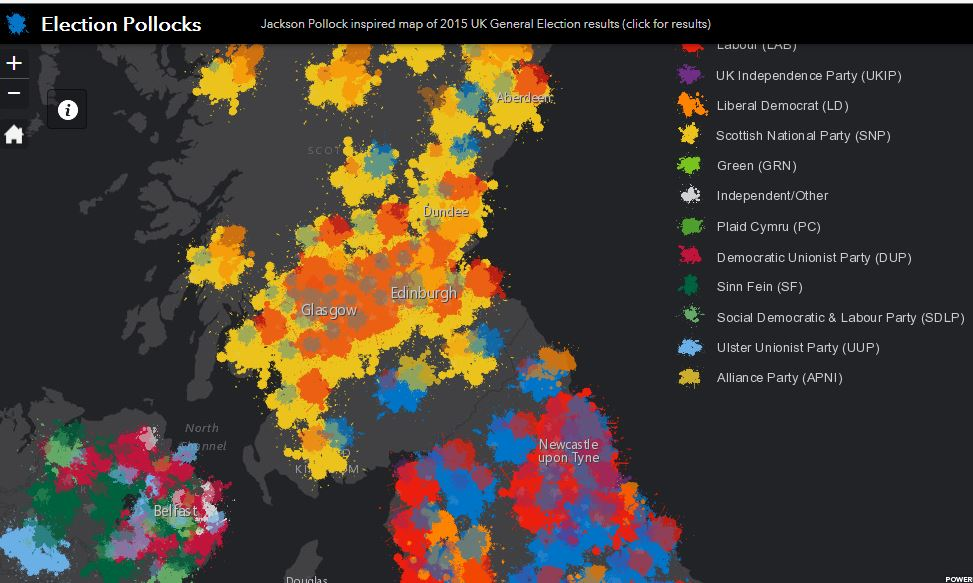 Election Pollocks
Jackson Pollock inspired map of 2015 UK General Election results (click for results)
+
−
i
Labour (LAB)
UK Independence Party (UKIP)
Liberal Democrat (LD)
Scottish National Party (SNP)
Green (GRN)
Independent/Other
Plaid Cymru (PC)
Democratic Unionist Party (DUP)
Sinn Fein (SF)
Social Democratic & Labour Party (SDLP)
Ulster Unionist Party (UUP)
Alliance Party (APNI)
Aberdeen
SCOT
Dundee
Edinburgh
Glasgow
North
Channel
Newcastle
upon Tyne
Belfast
Douglas
POWER